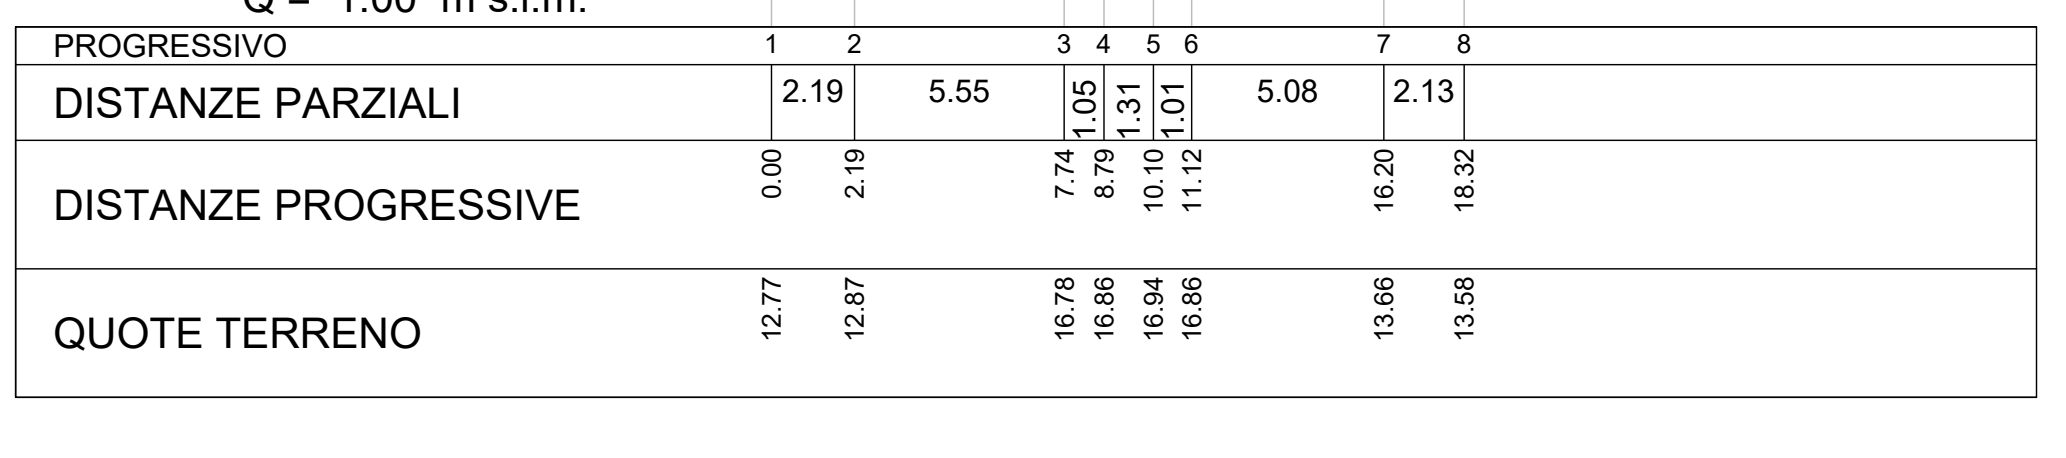 Q = 1.00 m s.l.m.
PROGRESSIVO 1 2 3 4 5 6 7 8
DISTANZE PARZIALI 2.19 5.55 1.05 1.31 1.01 5.08 2.13
DISTANZE PROGRESSIVE 0.00 2.19 7.74 8.79 10.10 11.12 16.20 18.32
QUOTE TERRENO 12.77 12.87 16.78 16.86 16.94 16.86 13.66 13.58